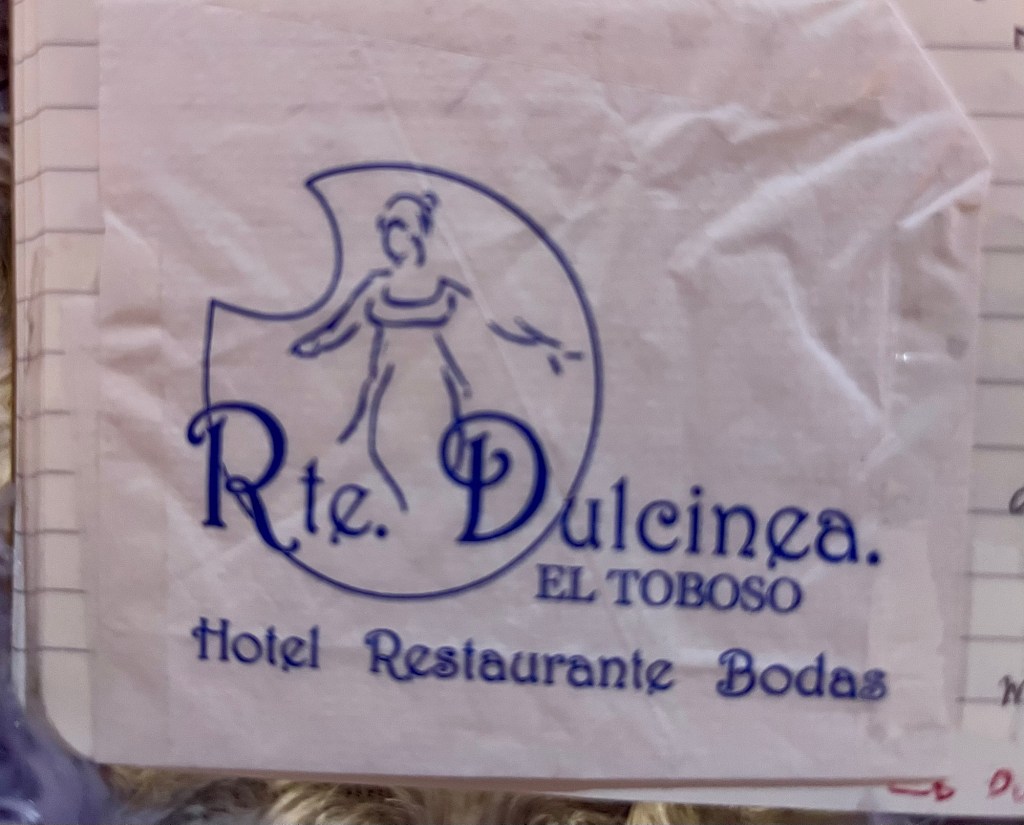 Rte. Dulcinea.
EL TOBOSO
Hotel Restaurante Bodas